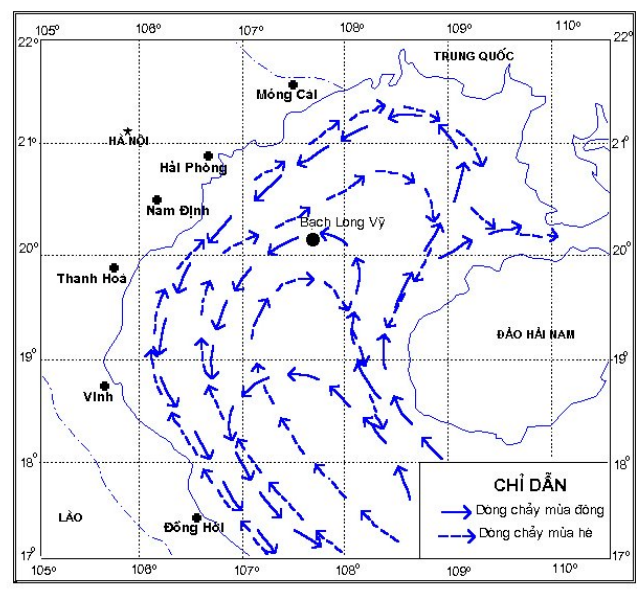 105° 106° 107° 108° 109° 110°
22° 22°
TRUNG QUỐC
Móng Cái
HÀ NỘI
21° 21°
Hải Phòng
Nam Định
Bạch Long Vỹ
20° 20°
Thanh Hoá
ĐẢO HẢI NAM
19° 19°
Vinh
18° 18°
CHỈ DẪN
Dòng chảy mùa đông
LÀO
Đồng Hới
Dòng chảy mùa hè
17° 17°
105° 106° 107° 108° 109° 110°